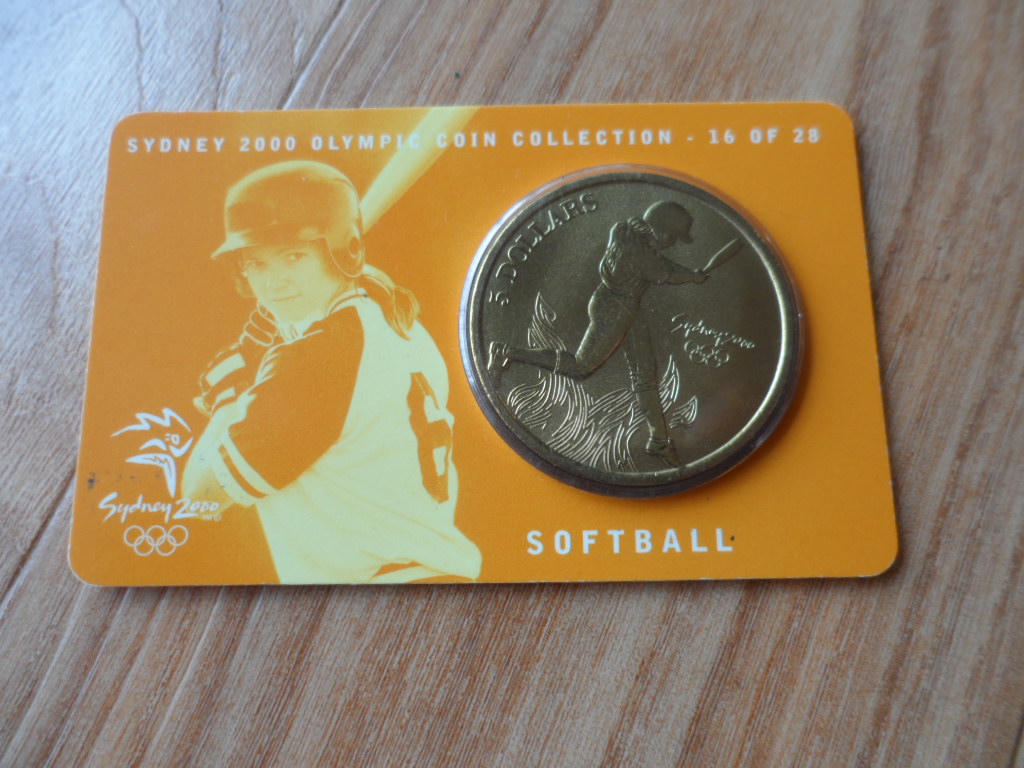 SYDNEY 2000 OLYMPIC COIN COLLECTION - 16 OF 28
5 DOLLARS
Sydney 2000
Sydney 2000
SOFTBALL